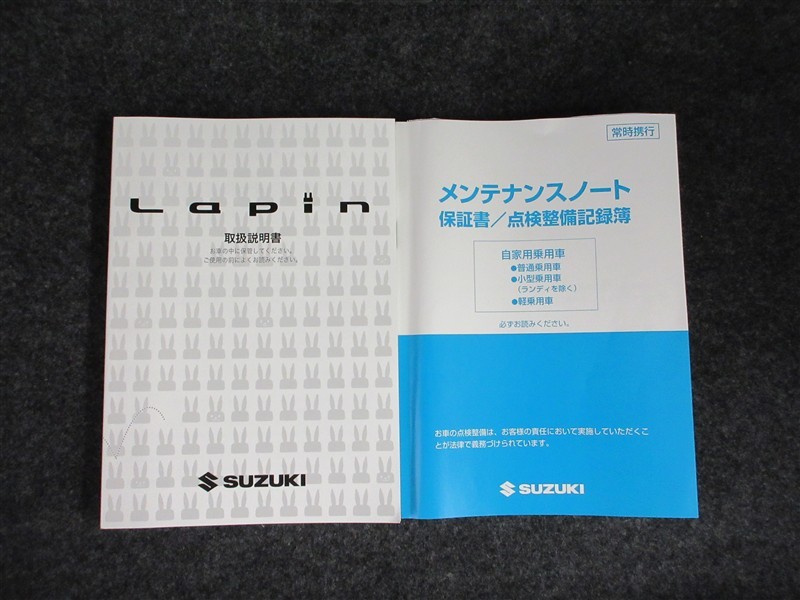 Lapin
取扱説明書
お車の中に保管してください。
ご使用の前によくお読みください。
SUZUKI
常時携行
メンテナンスノート
保証書／点検整備記録簿
自家用乗用車
●普通乗用車
●小型乗用車
(ランディを除く)
●軽乗用車
必ずお読みください。
お車の点検整備は、お客様の責任において実施していただくこ
とが法律で義務づけられています。
SUZUKI